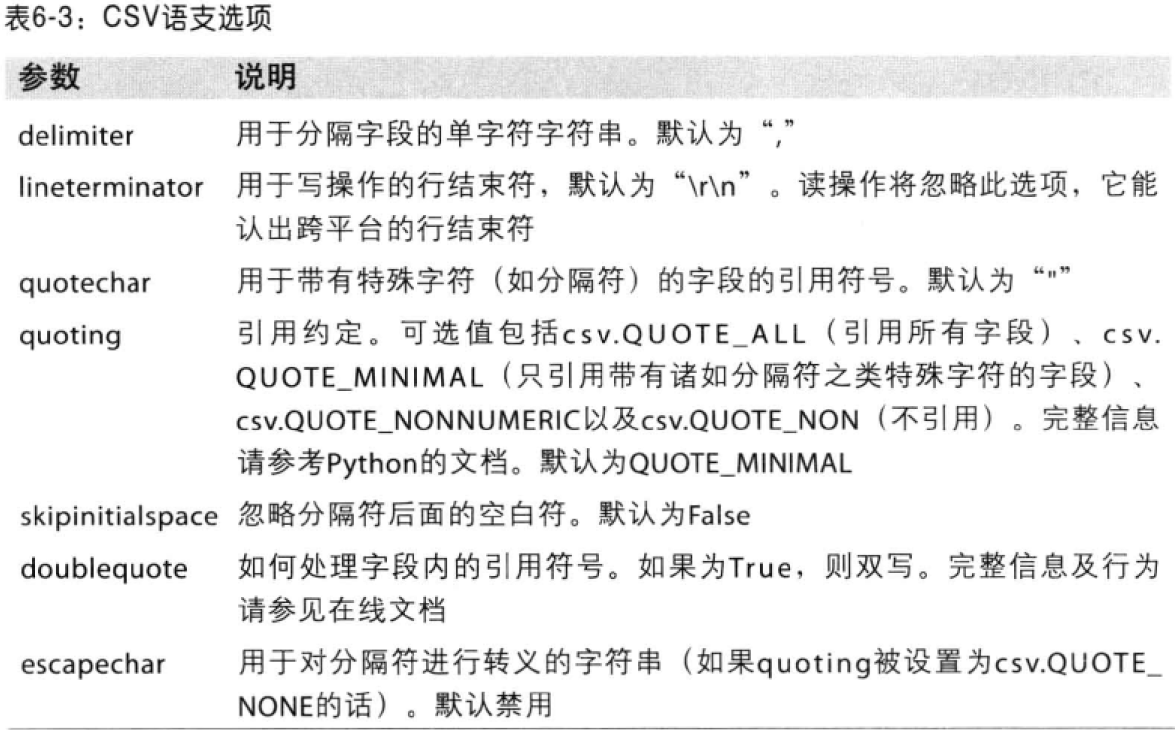 表6-3：CSV语支选项
参数 说明
delimiter 用于分隔字段的单字符字符串。默认为“,”
lineterminator 用于写操作的行结束符，默认为“\r\n”。读操作将忽略此选项，它能
认出跨平台的行结束符
quotechar 用于带有特殊字符（如分隔符）的字段的引用符号。默认为“"”
quoting 引用约定。可选值包括csv.QUOTE_ALL（引用所有字段）、csv.
QUOTE_MINIMAL（只引用带有诸如分隔符之类特殊字符的字段）、
csv.QUOTE_NONNUMERIC以及csv.QUOTE_NON（不引用）。完整信息
请参考Python的文档。默认为QUOTE_MINIMAL
skipinitialspace 忽略分隔符后面的空白符。默认为False
doublequote 如何处理字段内的引用符号。如果为True，则双写。完整信息及行为
请参见在线文档
escapechar 用于对分隔符进行转义的字符串（如果quoting被设置为csv.QUOTE_
NONE的话）。默认禁用